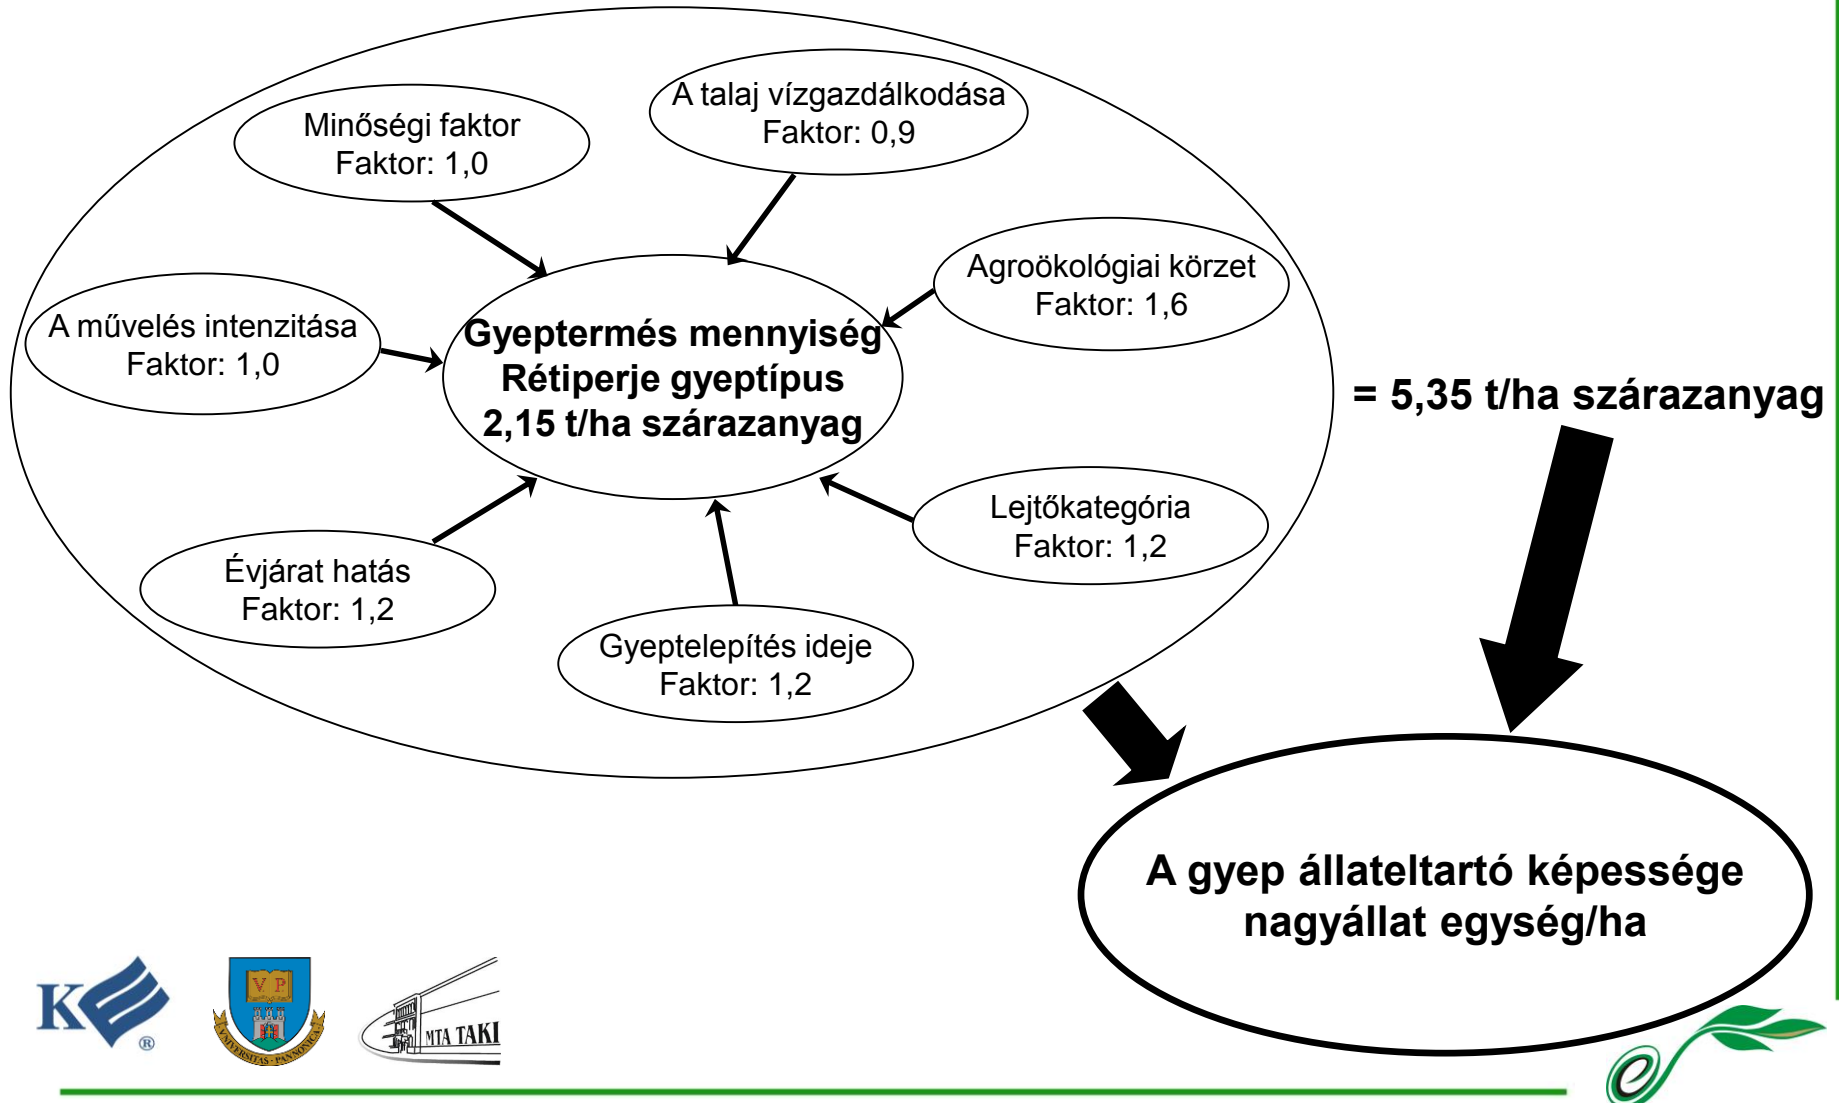 A talaj vízgazdálkodása
Faktor: 0,9
Minőségi faktor
Faktor: 1,0
Agroökológiai körzet
Faktor: 1,6
A művelés intenzitása
Faktor: 1,0
Gyeptermés mennyiség
Rétiperje gyeptípus
2,15 t/ha szárazanyag
= 5,35 t/ha szárazanyag
Lejtőkategória
Faktor: 1,2
Évjárat hatás
Faktor: 1,2
Gyeptelepítés ideje
Faktor: 1,2
A gyep állateltartó képessége
nagyállat egység/ha
K
®
V. P.
UNIVERSITAS - PANNONICA
MTA TAKI